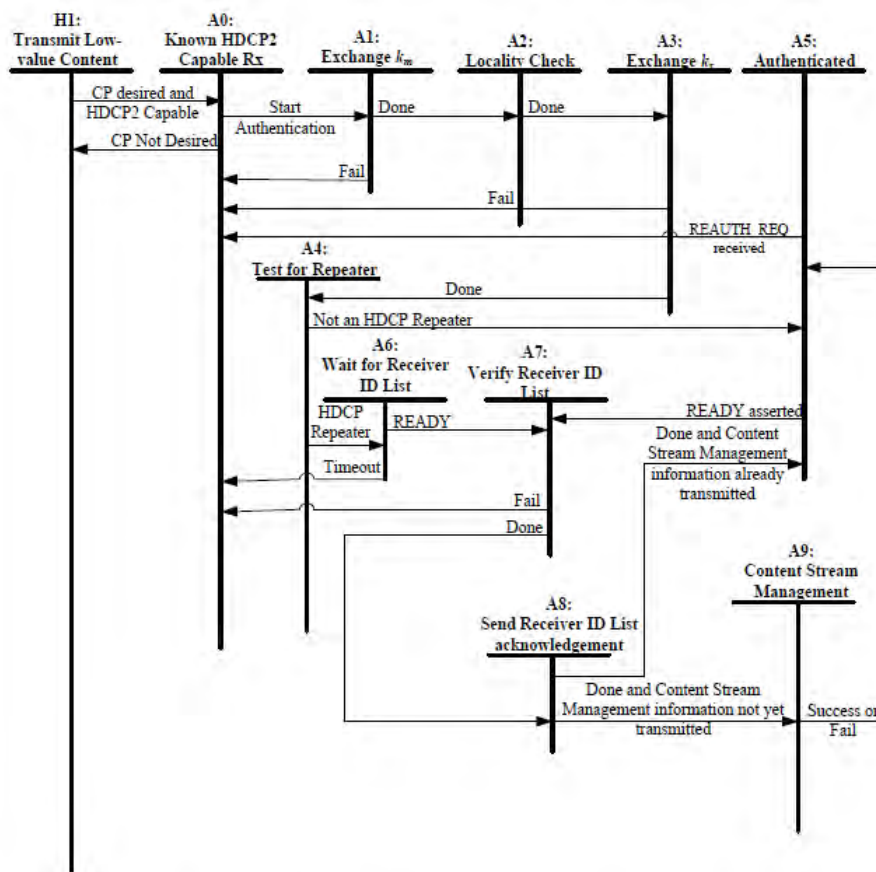 H1:
Transmit Low-
value Content
A0:
Known HDCP2
Capable Rx
A1:
Exchange km
A2:
Locality Check
A3:
Exchange ks
A5:
Authenticated
CP desired and
HDCP2 Capable
Start
Authentication
Done
Done
CP Not Desired
Fail
Fail
REAUTH_REQ
received
A4:
Test for Repeater
Done
Not an HDCP Repeater
A6:
Wait for Receiver
ID List
A7:
Verify Receiver ID
List
HDCP
Repeater
READY
READY asserted
Done and Content
Stream Management
information already
transmitted
Timeout
Fail
Done
A9:
Content Stream
Management
A8:
Send Receiver ID List
acknowledgement
Done and Content Stream
Management information not yet
transmitted
Success or
Fail